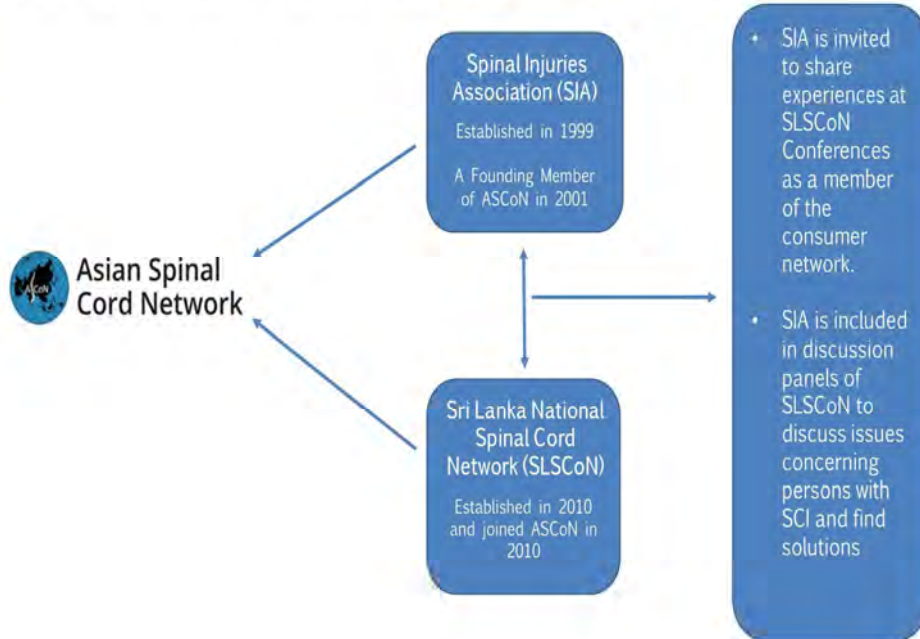 Spinal Injuries
Association (SIA)
Established in 1999
A Founding Member
of ASCoN in 2001
Asian Spinal
Cord Network
Sri Lanka National
Spinal Cord
Network (SLSCoN)
Established in 2010
and joined ASCoN in
2010
• SIA is invited
to share
experiences at
SLSCoN
Conferences
as a member
of the
consumer
network.
• SIA is included
in discussion
panels of
SLSCoN to
discuss issues
concerning
persons with
SCI and find
solutions